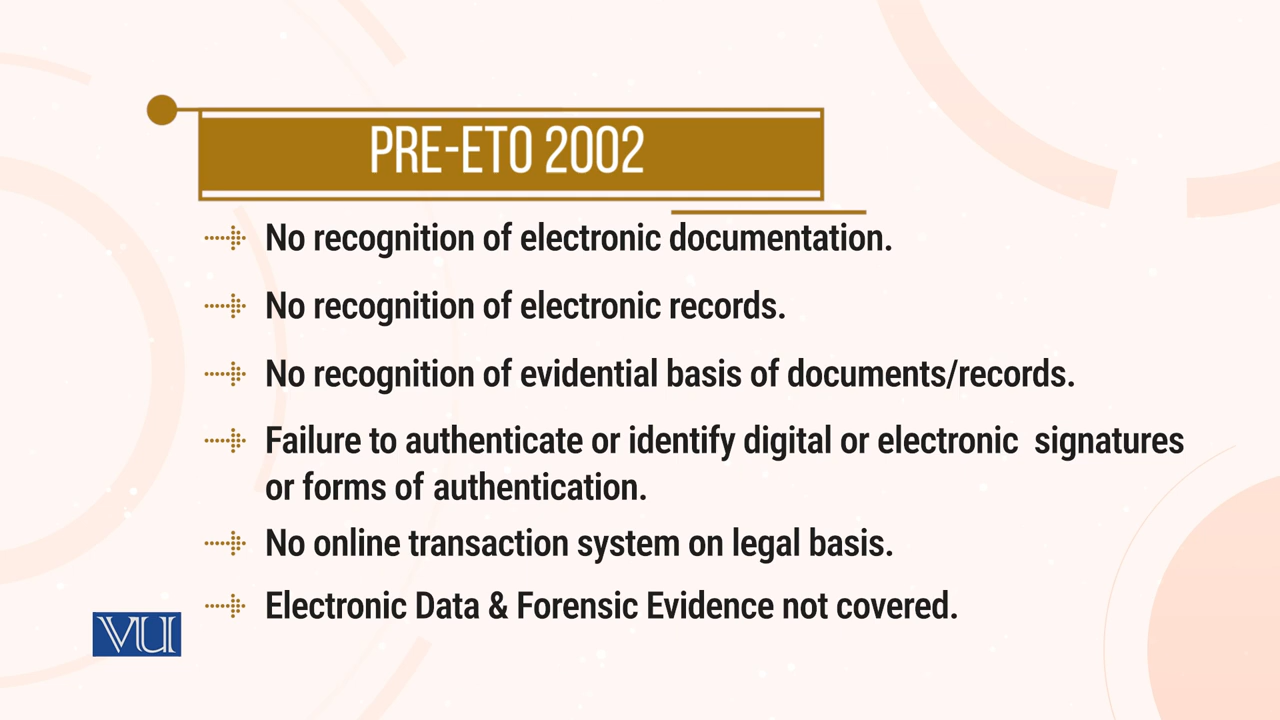 PRE-ETO 2002
No recognition of electronic documentation.
No recognition of electronic records.
No recognition of evidential basis of documents/records.
Failure to authenticate or identify digital or electronic signatures
or forms of authentication.
No online transaction system on legal basis.
Electronic Data & Forensic Evidence not covered.
VU